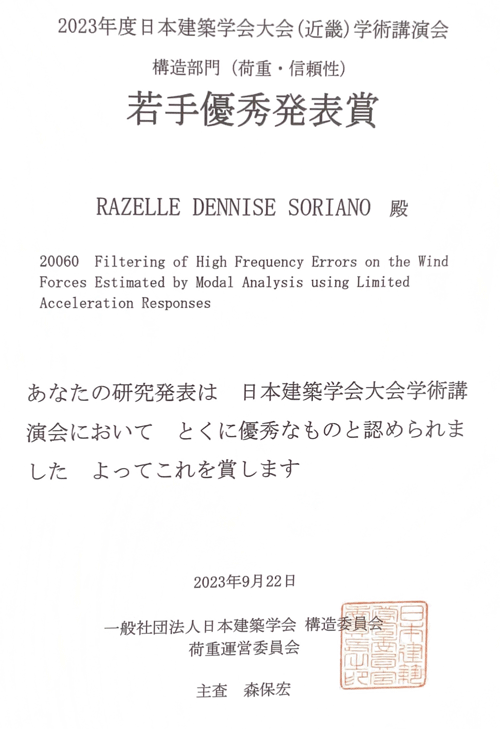 2023年度日本建築学会大会(近畿)学術講演会
構造部門 (荷重・信頼性)
若手優秀発表賞
RAZELLE DENNISE SORIANO 殿
20060 Filtering of High Frequency Errors on the Wind
Forces Estimated by Modal Analysis using Limited
Acceleration Responses
あなたの研究発表は 日本建築学会大会学術講
演会において とくに優秀なものと認められま
した よってこれを賞します
2023年9月22日
一般社団法人日本建築学会 構造委員会
荷重運営委員会
主査 森保宏